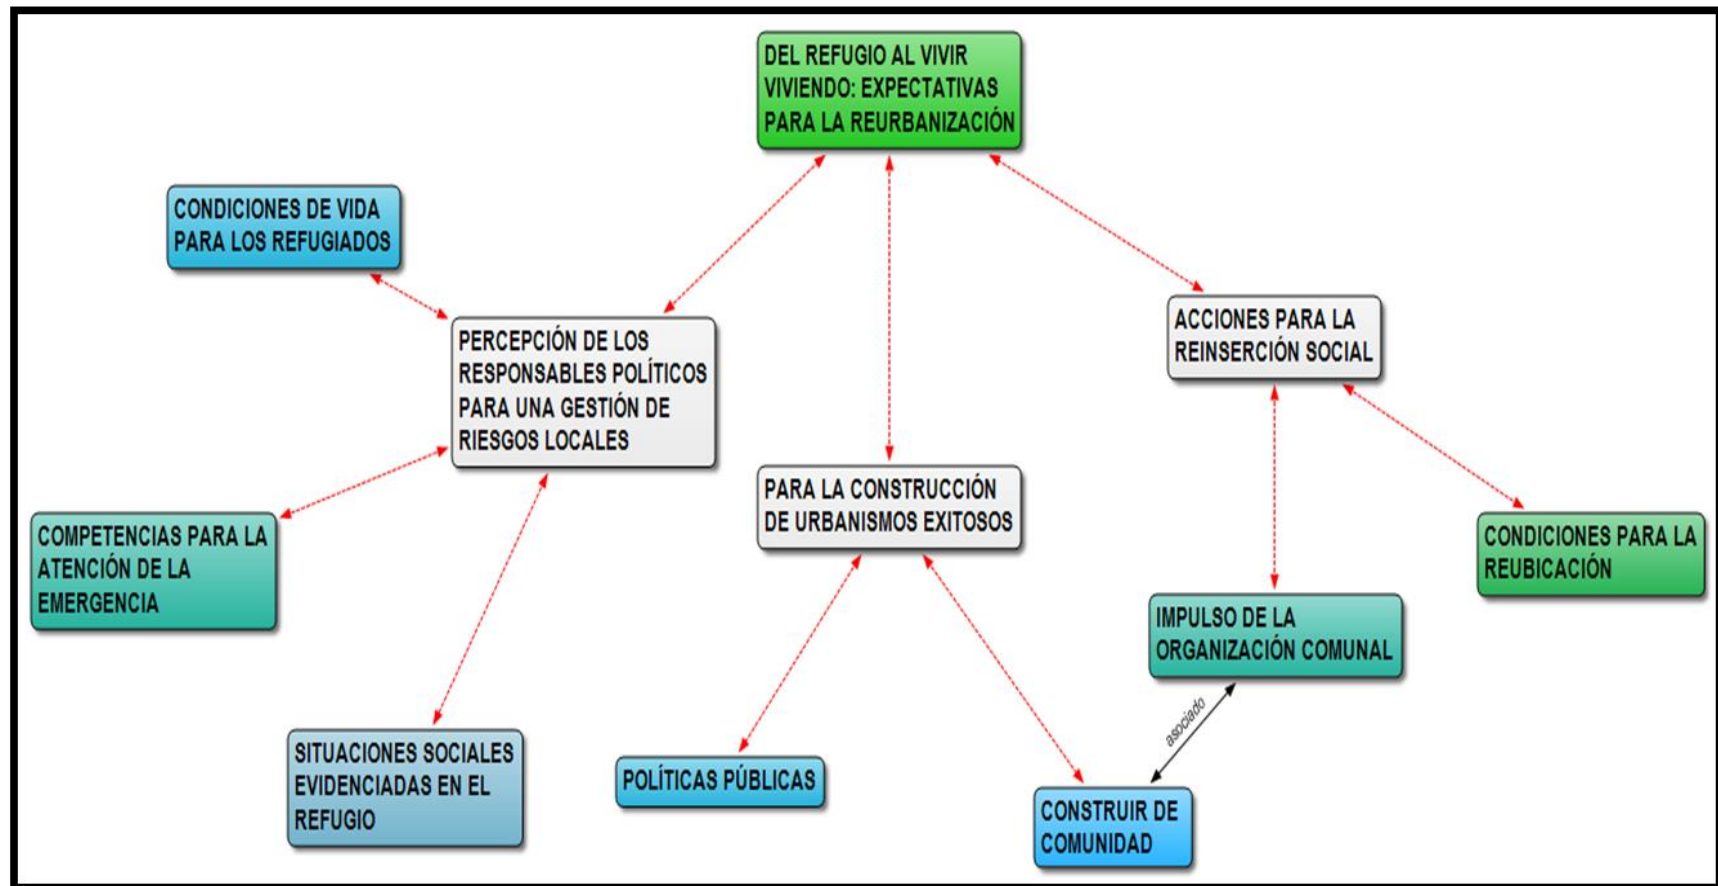 DEL REFUGIO AL VIVIR
VIVIENDO: EXPECTATIVAS
PARA LA REURBANIZACIÓN
CONDICIONES DE VIDA
PARA LOS REFUGIADOS
PERCEPCIÓN DE LOS
RESPONSABLES POLÍTICOS
PARA UNA GESTIÓN DE
RIESGOS LOCALES
ACCIONES PARA LA
REINSERCIÓN SOCIAL
PARA LA CONSTRUCCIÓN
DE URBANISMOS EXITOSOS
COMPETENCIAS PARA LA
ATENCIÓN DE LA
EMERGENCIA
CONDICIONES PARA LA
REUBICACIÓN
IMPULSO DE LA
ORGANIZACIÓN COMUNAL
asociado
SITUACIONES SOCIALES
EVIDENCIADAS EN EL
REFUGIO
POLÍTICAS PÚBLICAS
CONSTRUIR DE
COMUNIDAD